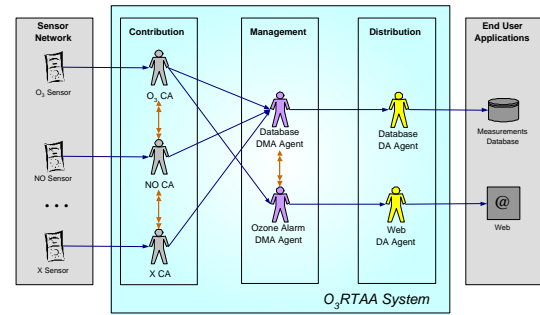 Sensor
Network
Contribution
Management
Distribution
End User
Applications
O₃ Sensor
O₃ CA
Database
DMA Agent
Database
DA Agent
Measurements
Database
NO Sensor
NO CA
...
Ozone Alarm
DMA Agent
Web
DA Agent
@
Web
X Sensor
X CA
O₃RTAA System